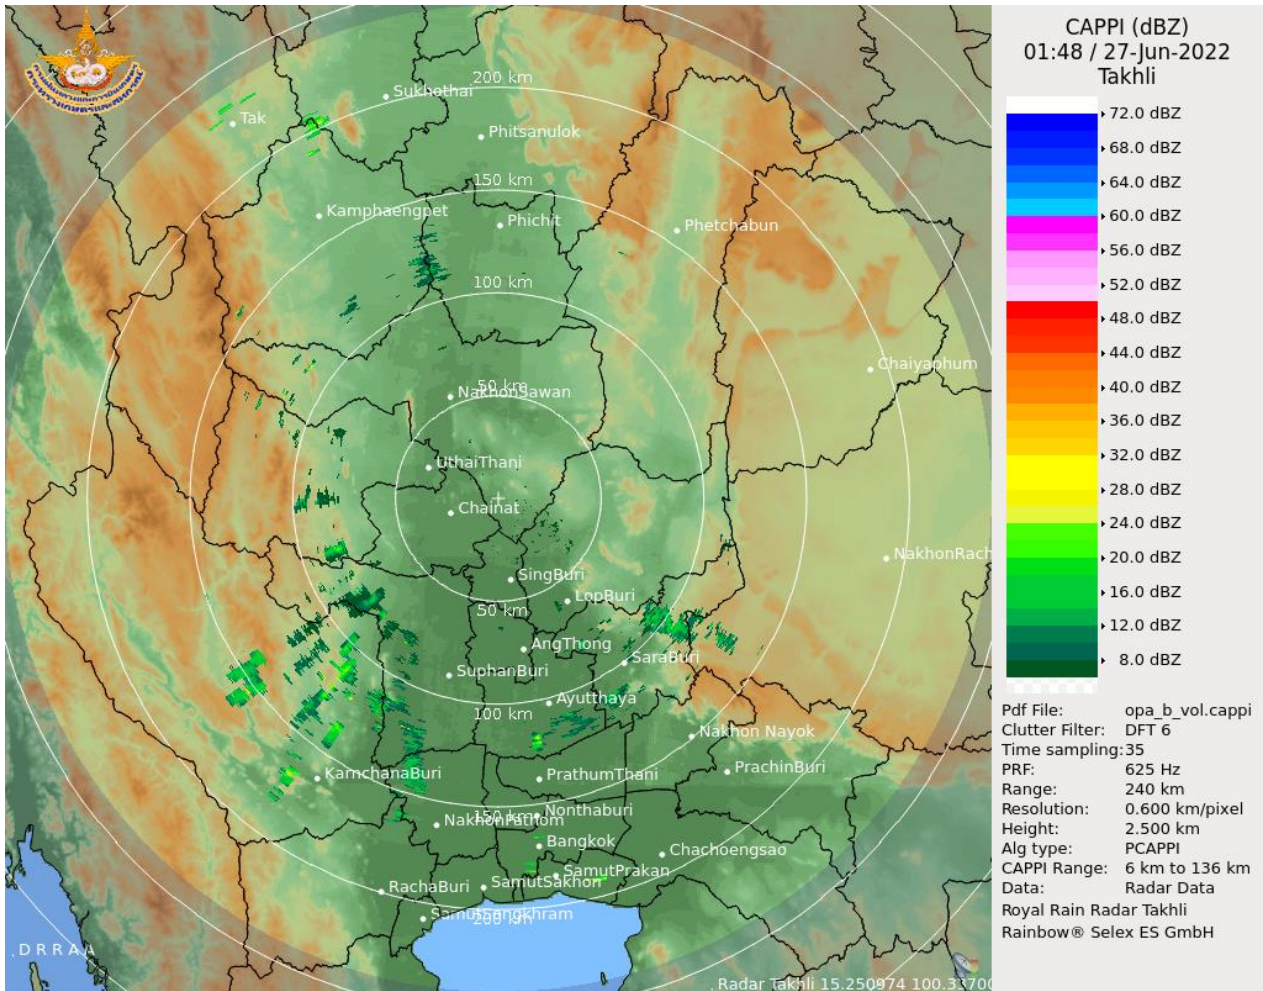 CAPPI (dBZ)
01:48 / 27-Jun-2022
Takhli
72.0 dBZ
68.0 dBZ
64.0 dBZ
60.0 dBZ
56.0 dBZ
52.0 dBZ
48.0 dBZ
44.0 dBZ
40.0 dBZ
36.0 dBZ
32.0 dBZ
28.0 dBZ
24.0 dBZ
20.0 dBZ
16.0 dBZ
12.0 dBZ
8.0 dBZ
Pdf File: opa_b_vol.cappi
Clutter Filter: DFT 6
Time sampling:35
PRF: 625 Hz
Range: 240 km
Resolution: 0.600 km/pixel
Height: 2.500 km
Alg type: PCAPPI
CAPPI Range: 6 km to 136 km
Data: Radar Data
Royal Rain Radar Takhli
Rainbow® Selex ES GmbH
200 km
Sukhothai
Tak
Phitsanulok
150 km
Kamphaengpet
Phichit
Phetchabun
100 km
Chaiyaphum
50 km
NakhonSawan
UthaiThani
Chainat
NakhonRach
SingBuri
LopBuri
50 km
AngThong
SaraBuri
SuphanBuri
Ayutthaya
100 km
Nakhon Nayok
KarnchanaBuri
PrathumThani
PrachinBuri
Nonthaburi
150 km
NakhonPathom
Bangkok
Chachoengsao
SamutPrakan
RachaBuri
SamutSakhon
SamutSangkhram
200 km
D R R A A
Radar Takhli 15.250974 100.33700